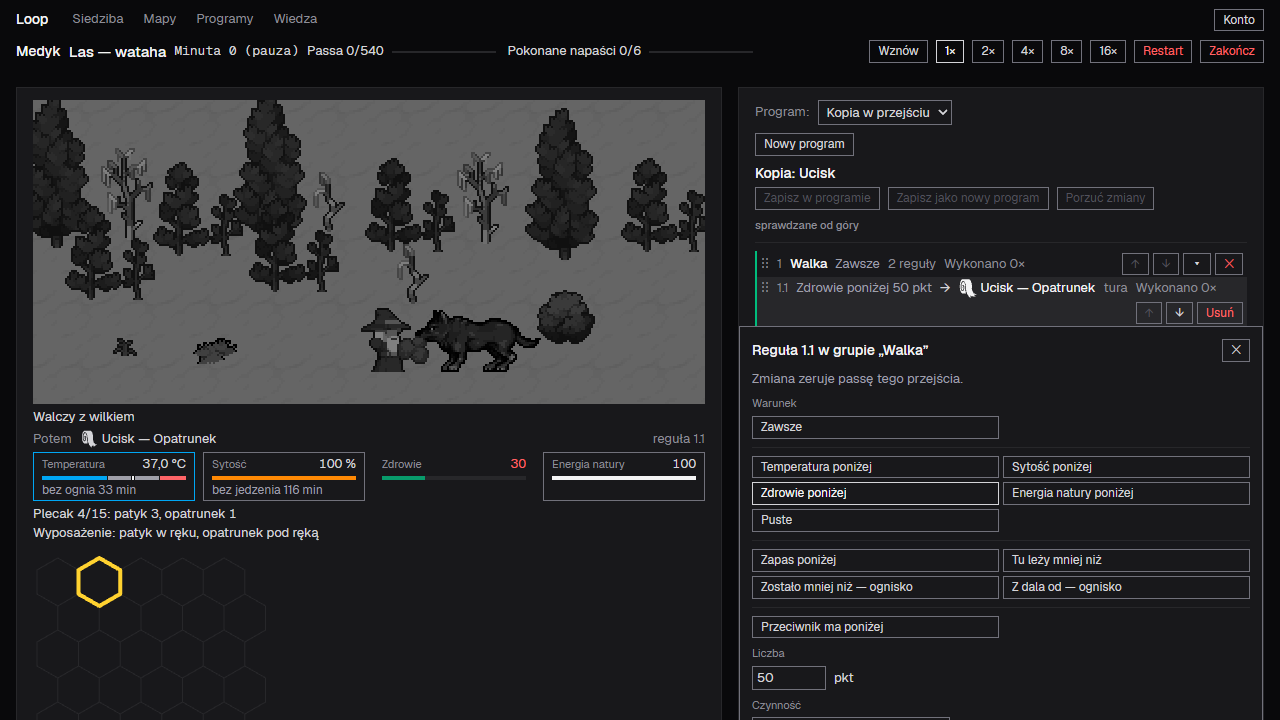 Loop Siedziba Mapy Programy Wiedza Konto
Medyk Las — wataha Minuta 0 (pauza) Passa 0/540 Pokonane napaści 0/6 Wznów 1× 2× 4× 8× 16× Restart Zakończ
Program: Kopia w przejściu
Nowy program
Kopia: Ucisk
Zapisz w programie Zapisz jako nowy program Porzuć zmiany
sprawdzane od góry
1 Walka Zawsze 2 reguły Wykonano 0×
1.1 Zdrowie poniżej 50 pkt → Ucisk — Opatrunek tura Wykonano 0×
↑ ↓ Usuń
Reguła 1.1 w grupie „Walka”
Zmiana zeruje passę tego przejścia.
Warunek
Zawsze
Temperatura poniżej Sytość poniżej
Zdrowie poniżej Energia natury poniżej
Puste
Zapas poniżej Tu leży mniej niż
Zostało mniej niż — ognisko Z dala od — ognisko
Przeciwnik ma poniżej
Liczba
50 pkt
Czynność
Walczy z wilkiem
Potem Ucisk — Opatrunek reguła 1.1
Temperatura 37,0 °C Sytość 100 % Zdrowie 30 Energia natury 100
bez ognia 33 min bez jedzenia 116 min
Plecak 4/15: patyk 3, opatrunek 1
Wyposażenie: patyk w ręku, opatrunek pod ręką